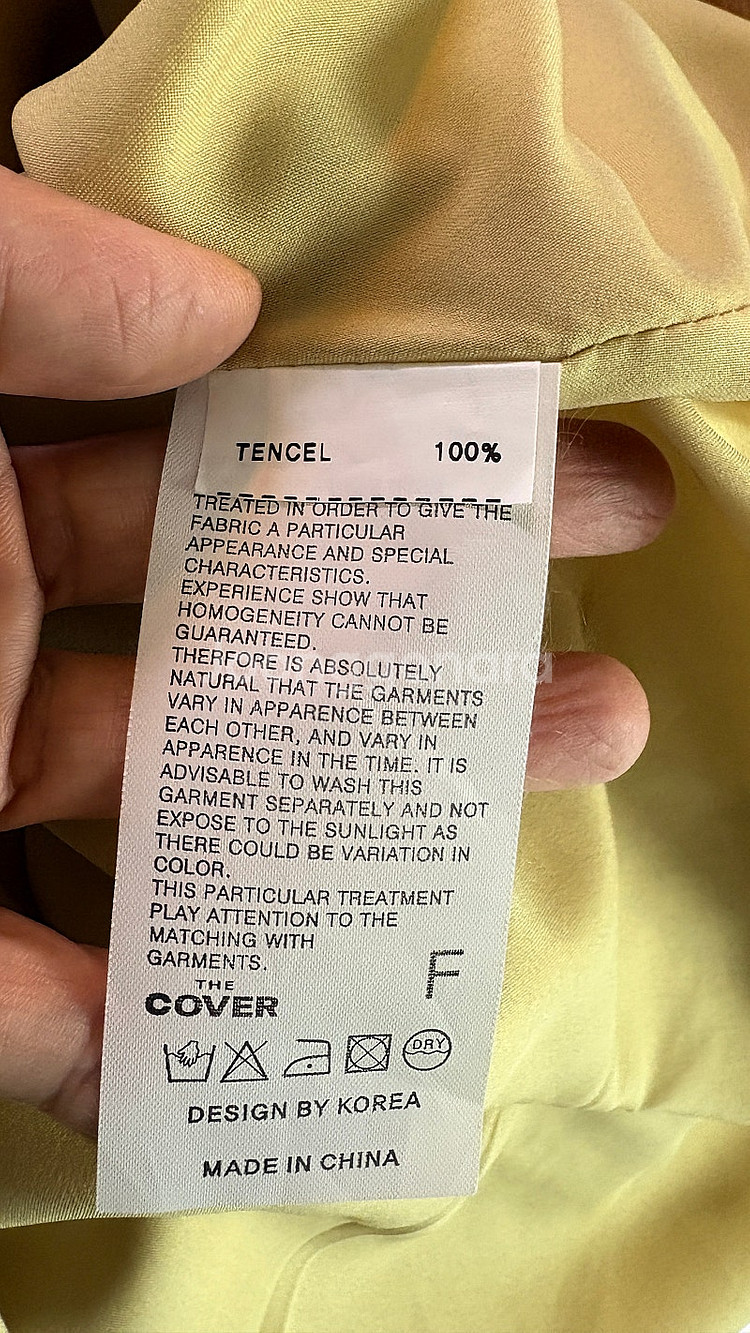 TENCEL 100%
TREATED IN ORDER TO GIVE THE
FABRIC A PARTICULAR
APPEARANCE AND SPECIAL
CHARACTERISTICS.
EXPERIENCE SHOW THAT
HOMOGENEITY CANNOT BE
GUARANTEED.
THERFORE IS ABSOLUTELY
NATURAL THAT THE GARMENTS
VARY IN APPARENCE BETWEEN
EACH OTHER, AND VARY IN
APPARENCE IN THE TIME. IT IS
ADVISABLE TO WASH THIS
GARMENT SEPARATELY AND NOT
EXPOSE TO THE SUNLIGHT AS
THERE COULD BE VARIATION IN
COLOR.
THIS PARTICULAR TREATMENT
PLAY ATTENTION TO THE
MATCHING WITH
GARMENTS.
F
THE
COVER
DRY
DESIGN BY KOREA
MADE IN CHINA